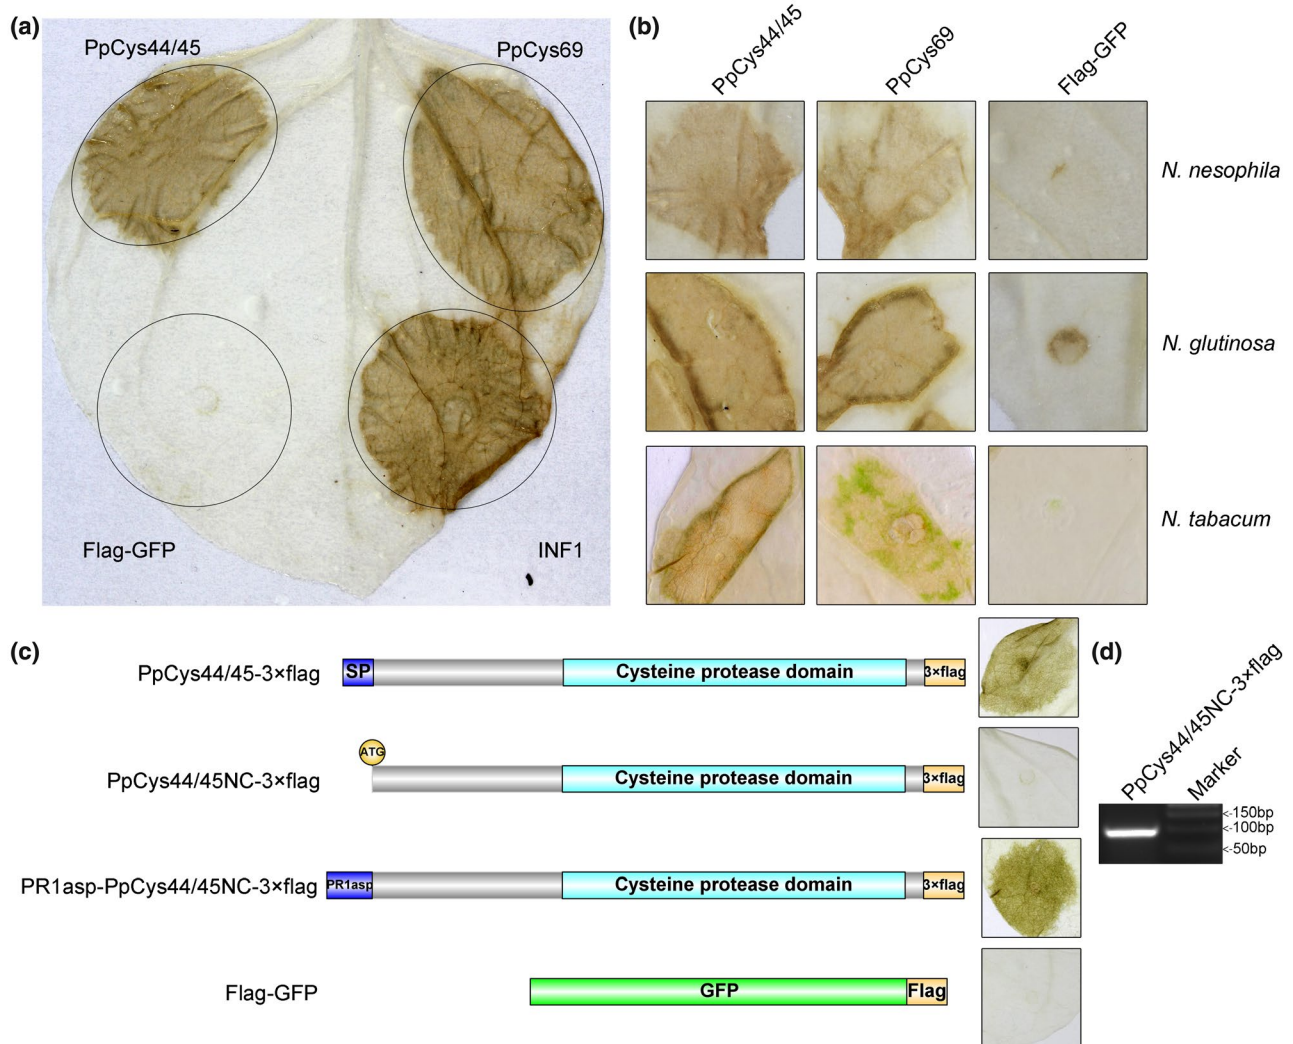 (a)
PpCys44/45
PpCys69
Flag-GFP
INF1
(b)
PpCys44/45
PpCys69
Flag-GFP
N. nesophila
N. glutinosa
N. tabacum
(c)
PpCys44/45-3×flag
SP
Cysteine protease domain
3×flag
ATG
PpCys44/45NC-3×flag
Cysteine protease domain
3×flag
PR1asp-PpCys44/45NC-3×flag
PR1asp
Cysteine protease domain
3×flag
Flag-GFP
GFP
Flag
(d)
PpCys44/45NC-3×flag
Marker
<-150bp
<-100bp
<-50bp